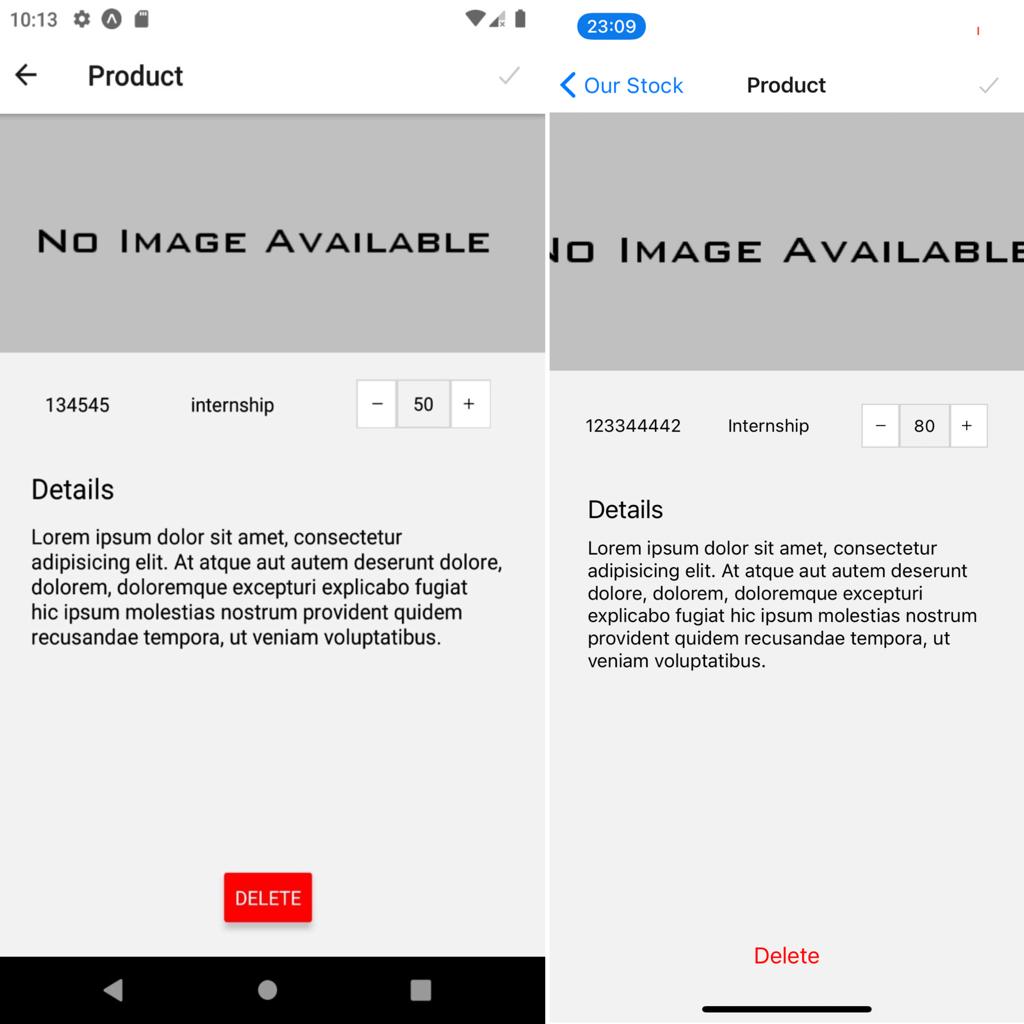 10:13
Product
No Image Available
134545 internship − 50 +
Details
Lorem ipsum dolor sit amet, consectetur
adipisicing elit. At atque aut autem deserunt dolore,
dolorem, doloremque excepturi explicabo fugiat
hic ipsum molestias nostrum provident quidem
recusandae tempora, ut veniam voluptatibus.
DELETE
23:09
Our Stock Product
No Image Available
123344442 Internship − 80 +
Details
Lorem ipsum dolor sit amet, consectetur
adipisicing elit. At atque aut autem deserunt
dolore, dolorem, doloremque excepturi
explicabo fugiat hic ipsum molestias nostrum
provident quidem recusandae tempora, ut
veniam voluptatibus.
Delete